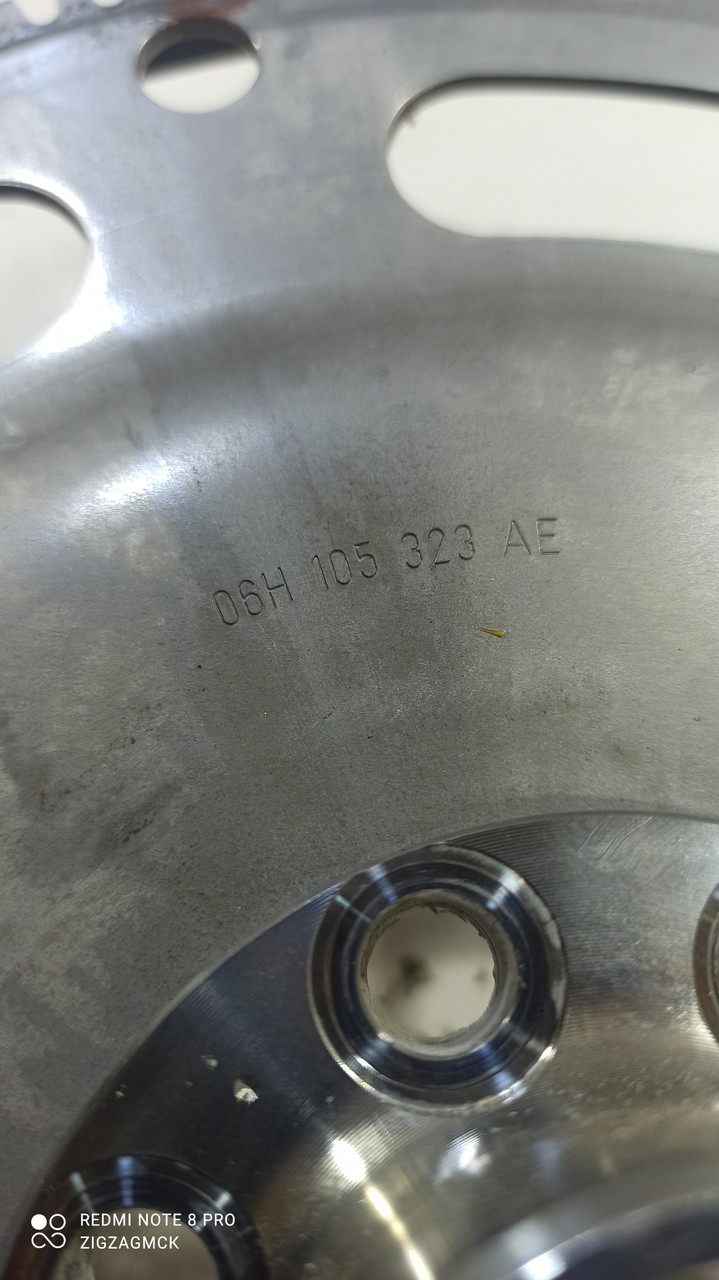 06H 105 323 AE
REDMI NOTE 8 PRO
ZIGZAGMCK